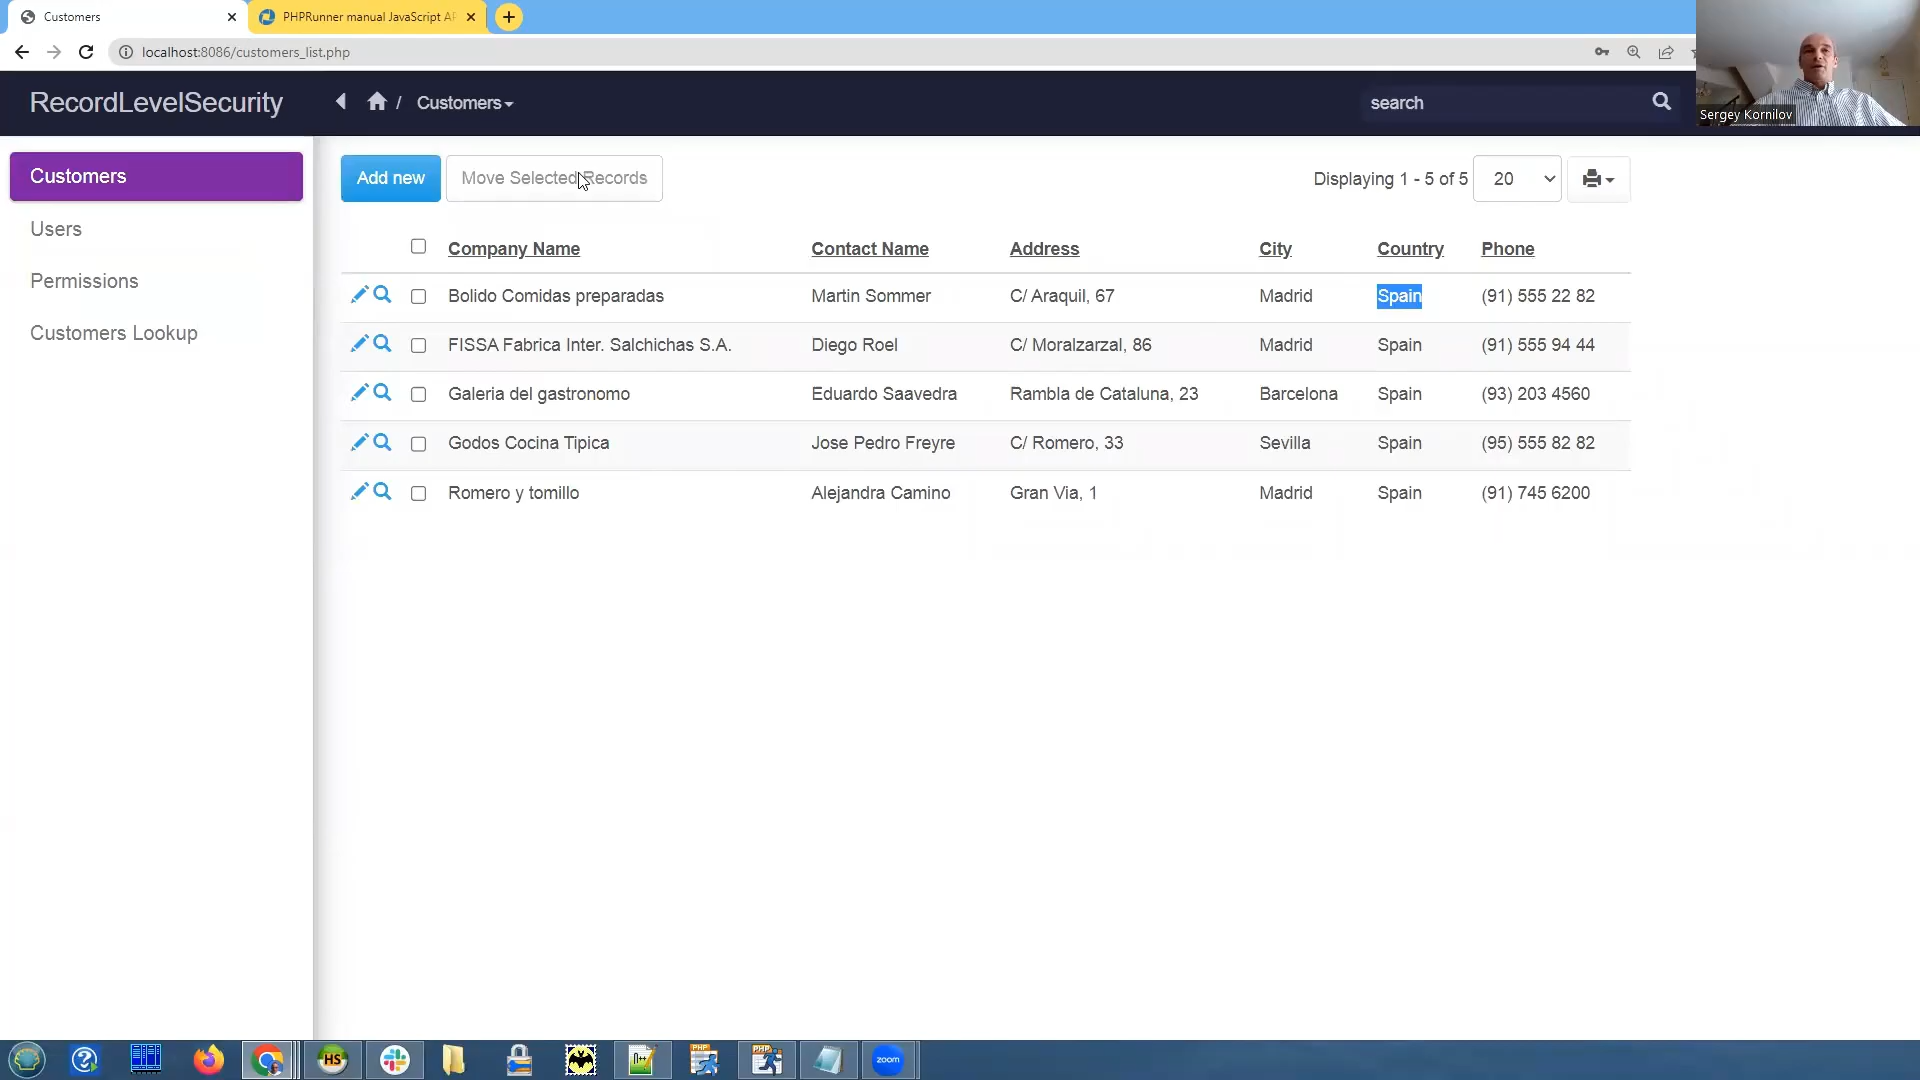 Customers
PHPRunner manual JavaScript AP
localhost:8086/customers_list.php
RecordLevelSecurity
/ Customers
search
Sergey Kornilov
Customers
Users
Permissions
Customers Lookup
Add new
Move Selected Records
Displaying 1 - 5 of 5
20
Company Name Contact Name Address City Country Phone
Bolido Comidas preparadas Martin Sommer C/ Araquil, 67 Madrid Spain (91) 555 22 82
FISSA Fabrica Inter. Salchichas S.A. Diego Roel C/ Moralzarzal, 86 Madrid Spain (91) 555 94 44
Galeria del gastronomo Eduardo Saavedra Rambla de Cataluna, 23 Barcelona Spain (93) 203 4560
Godos Cocina Tipica Jose Pedro Freyre C/ Romero, 33 Sevilla Spain (95) 555 82 82
Romero y tomillo Alejandra Camino Gran Via, 1 Madrid Spain (91) 745 6200
HS
PHP
PHP
zoom